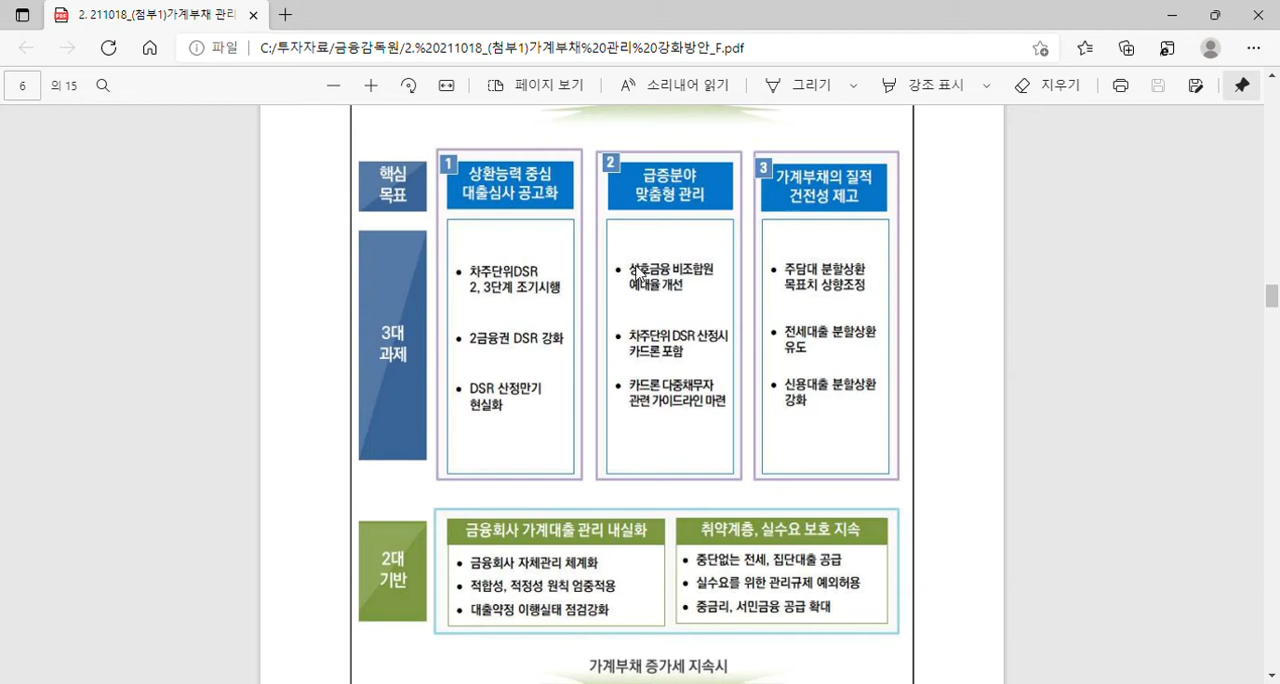 2. 211018_(첨부1)가계부채 관리
파일 C:/투자자료/금융감독원/2.%20211018_(첨부1)가계부채%20관리%20강화방안_F.pdf
6 의 15 페이지 보기 소리내어 읽기 그리기 강조 표시 지우기
핵심
목표
1
상환능력 중심
대출심사 공고화
2
급증분야
맞춤형 관리
3
가계부채의 질적
건전성 제고
3대
과제
• 차주단위DSR
2, 3단계 조기시행
• 2금융권 DSR 강화
• DSR 산정만기
현실화
• 상호금융 비조합원
예대율 개선
• 차주단위 DSR 산정시
카드론 포함
• 카드론 다중채무자
관련 가이드라인 마련
• 주담대 분할상환
목표치 상향조정
• 전세대출 분할상환
유도
• 신용대출 분할상환
강화
2대
기반
금융회사 가계대출 관리 내실화
• 금융회사 자체관리 체계화
• 적합성, 적정성 원칙 엄중적용
• 대출약정 이행실태 점검강화
취약계층, 실수요 보호 지속
• 중단없는 전세, 집단대출 공급
• 실수요를 위한 관리규제 예외허용
• 중금리, 서민금융 공급 확대
가계부채 증가세 지속시